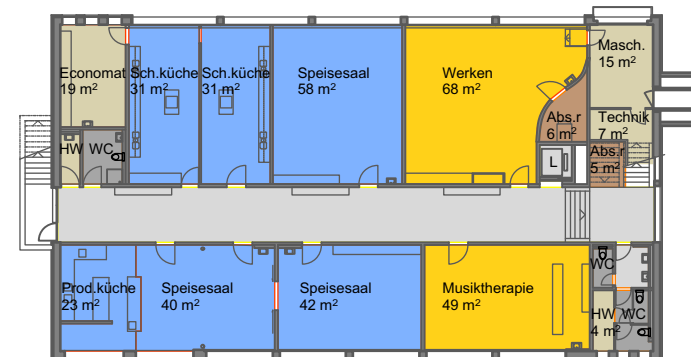 Economat
19 m²
Sch.küche
31 m²
Sch.küche
31 m²
Speisesaal
58 m²
Werken
68 m²
Masch.
15 m²
Abs.r
6 m²
Technik
7 m²
HW
WC
L
Abs.r
5 m²
Prod.küche
23 m²
Speisesaal
40 m²
Speisesaal
42 m²
Musiktherapie
49 m²
WC
HW
4 m²
WC